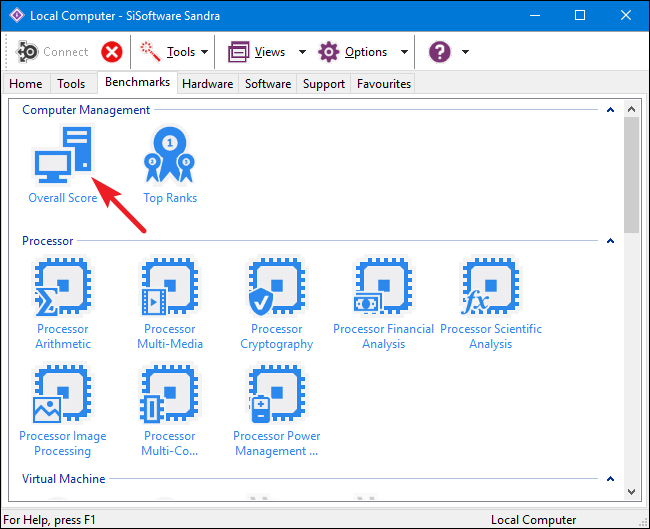 Local Computer - SiSoftware Sandra
Connect Tools Views Options ?
Home Tools Benchmarks Hardware Software Support Favourites
Computer Management
1
Overall Score Top Ranks
Processor
Processor Processor Processor Processor Financial Processor Scientific
Arithmetic Multi-Media Cryptography Analysis Analysis
Processor Image Processor Processor Power
Processing Multi-Co... Management ...
Virtual Machine
For Help, press F1 Local Computer